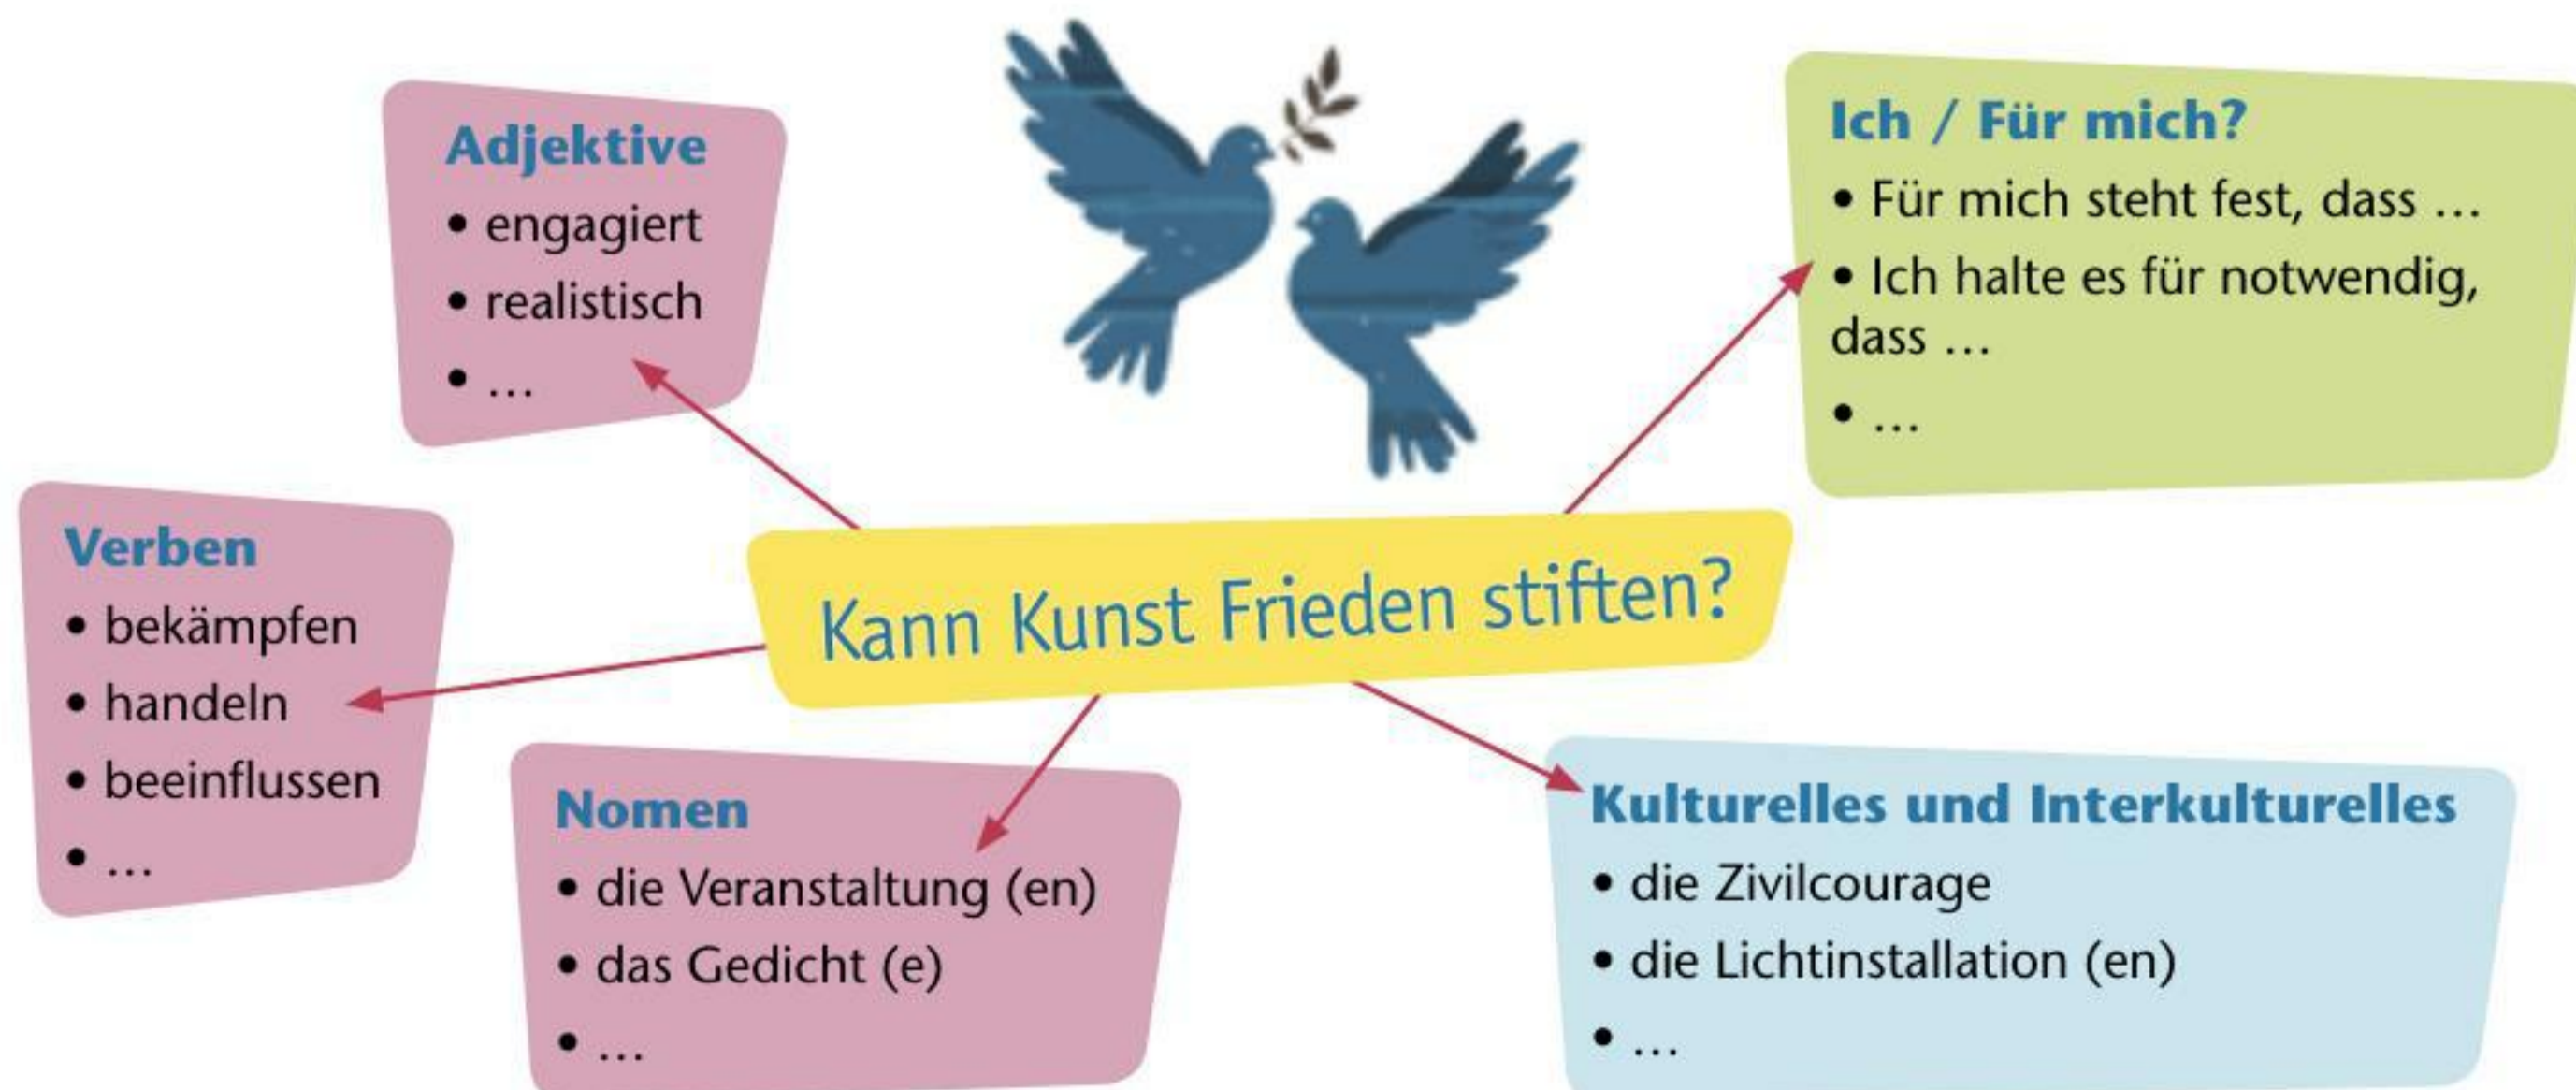 Adjektive
• engagiert
• realistisch
• ...
Ich / Für mich?
• Für mich steht fest, dass ...
• Ich halte es für notwendig,
dass ...
• ...
Verben
• bekämpfen
• handeln
• beeinflussen
• ...
Kann Kunst Frieden stiften?
Nomen
• die Veranstaltung (en)
• das Gedicht (e)
• ...
Kulturelles und Interkulturelles
• die Zivilcourage
• die Lichtinstallation (en)
• ...